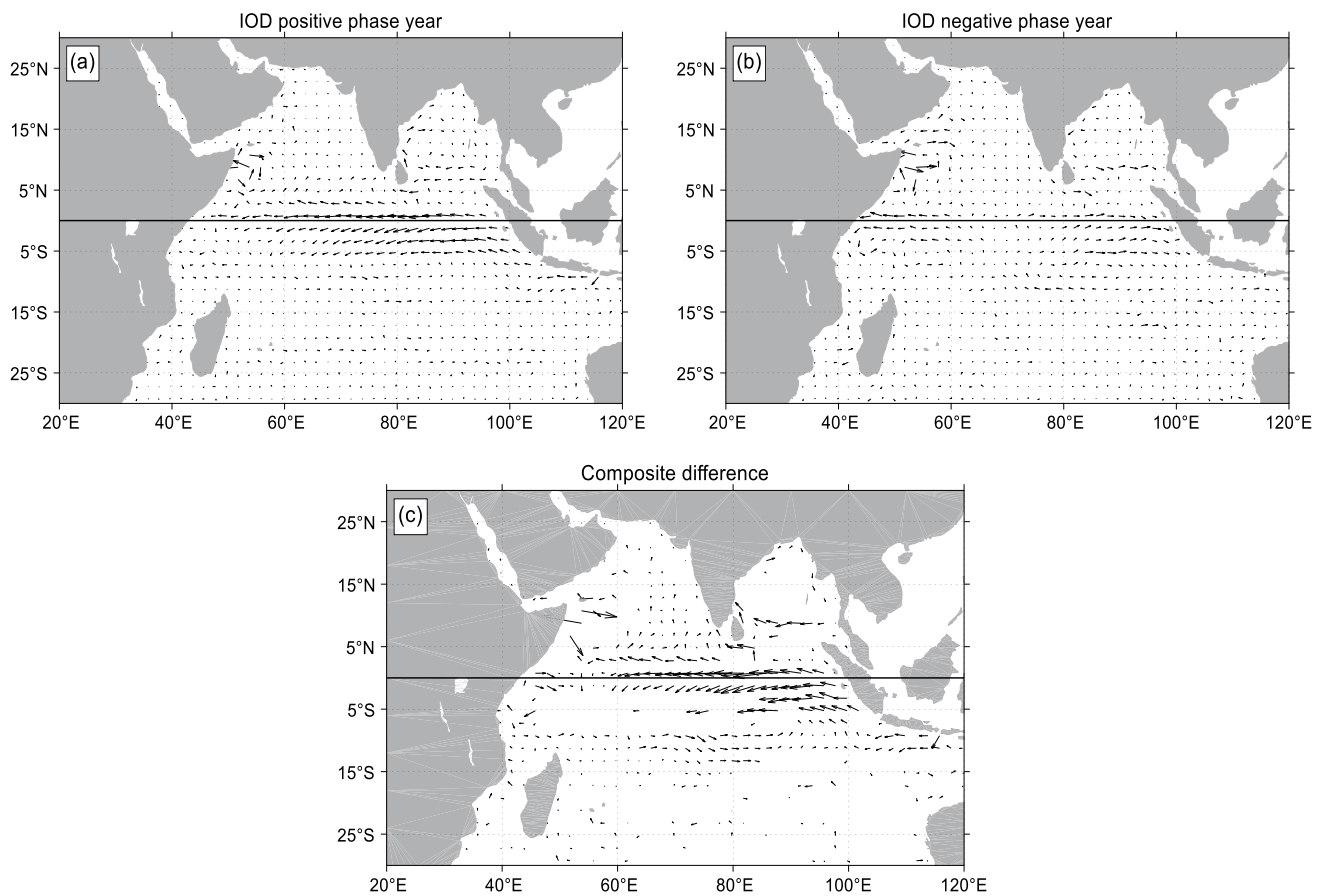 IOD positive phase year
IOD negative phase year
(a)
25°N
15°N
5°N
5°S
15°S
25°S
20°E
40°E
60°E
80°E
100°E
120°E
(b)
25°N
15°N
5°N
5°S
15°S
25°S
20°E
40°E
60°E
80°E
100°E
120°E
Composite difference
(c)
25°N
15°N
5°N
5°S
15°S
25°S
20°E
40°E
60°E
80°E
100°E
120°E